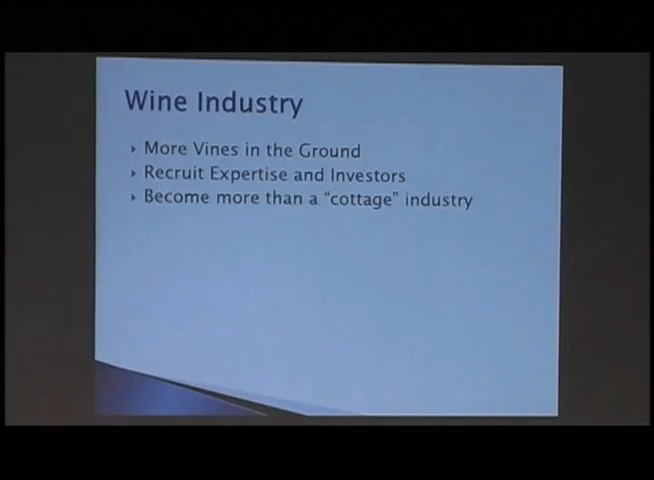 Wine Industry
More Vines in the Ground
Recruit Expertise and Investors
Become more than a “cottage” industry